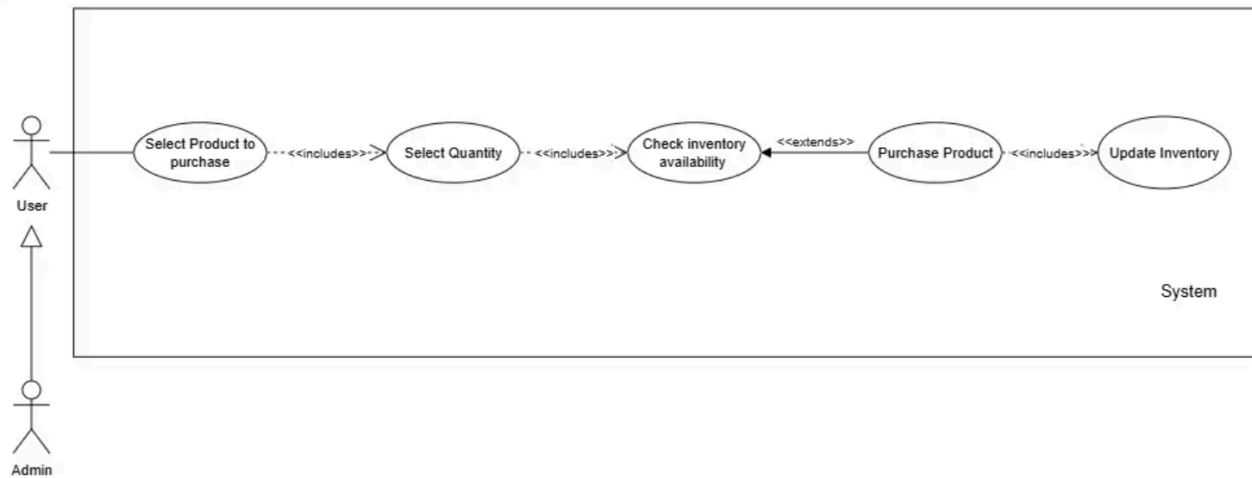 Select Product to
purchase
<<includes>>
Select Quantity
<<includes>>
Check inventory
availability
<<extends>>
Purchase Product
<<includes>>
Update Inventory
User
System
Admin